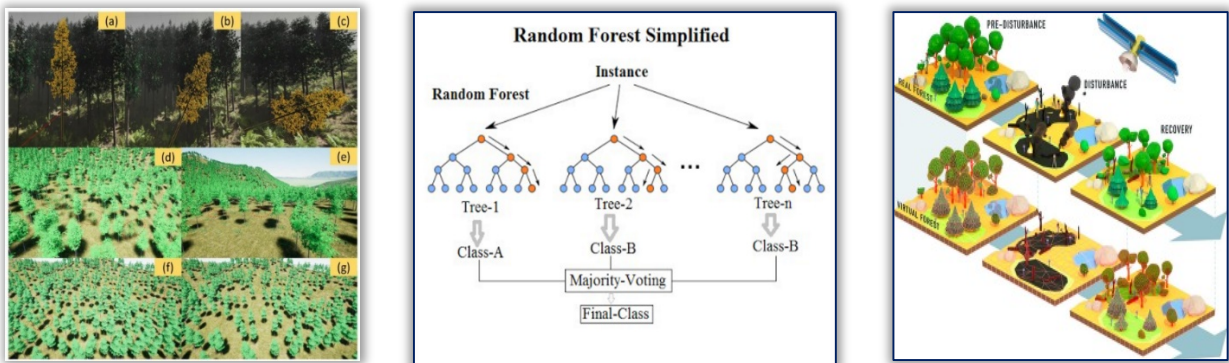 (a)
(b)
(c)
(d)
(e)
(f)
(g)
Random Forest Simplified
Instance
Random Forest
...
Tree-1
Tree-2
Tree-n
Class-A
Class-B
Class-B
Majority-Voting
Final-Class
PRE-DISTURBANCE
REAL FOREST
DISTURBANCE
RECOVERY
VIRTUAL FOREST